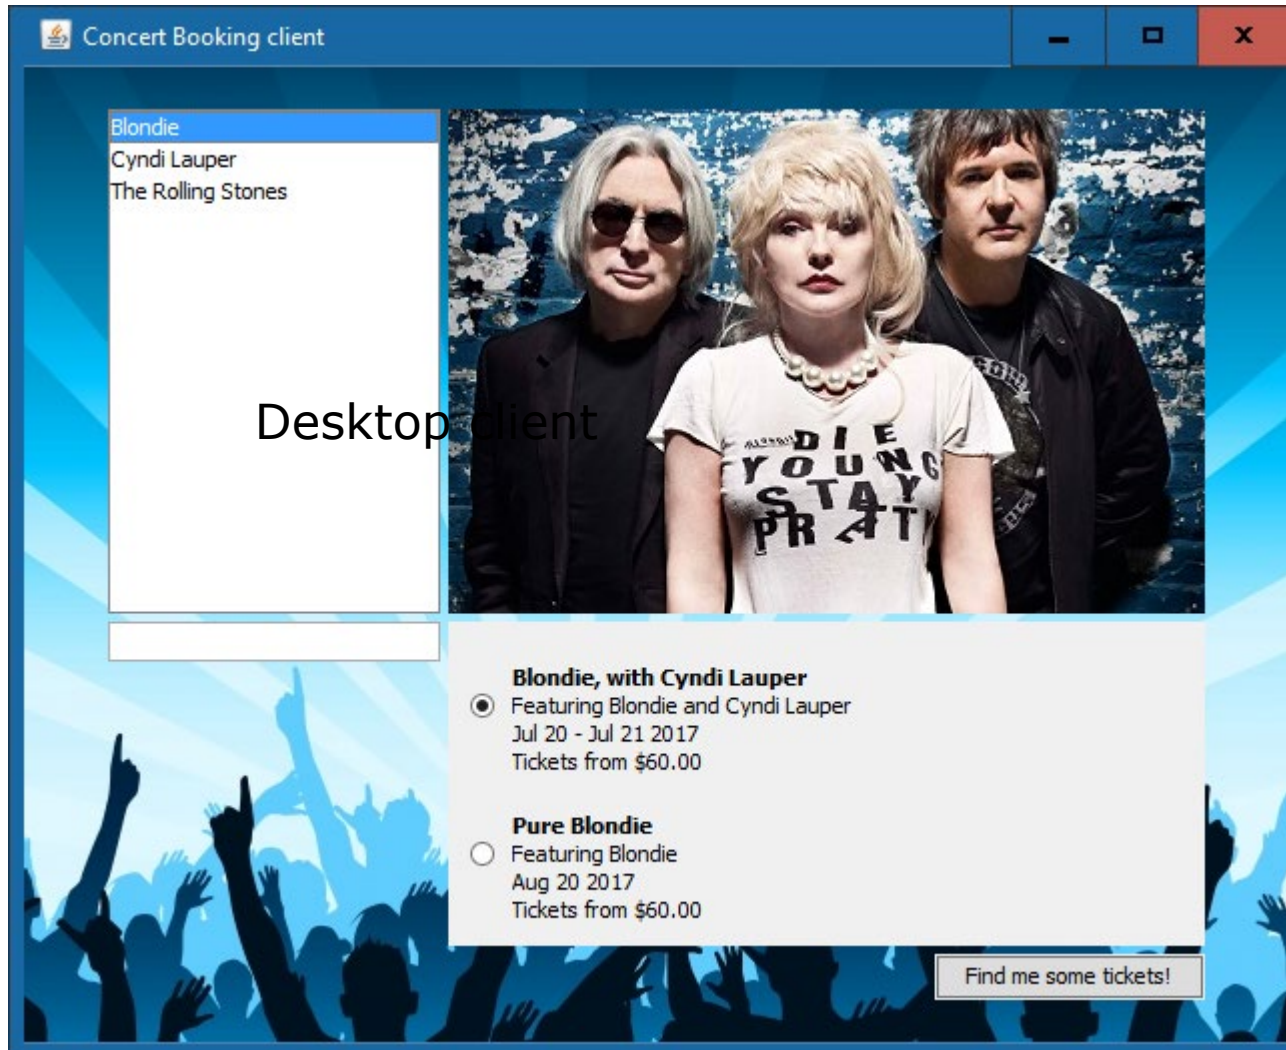 Concert Booking client
Blondie
Cyndi Lauper
The Rolling Stones
Desktop client
DIE
YOUNG
STAY
Blondie, with Cyndi Lauper
Featuring Blondie and Cyndi Lauper
Jul 20 - Jul 21 2017
Tickets from $60.00
Pure Blondie
Featuring Blondie
Aug 20 2017
Tickets from $60.00
Find me some tickets!